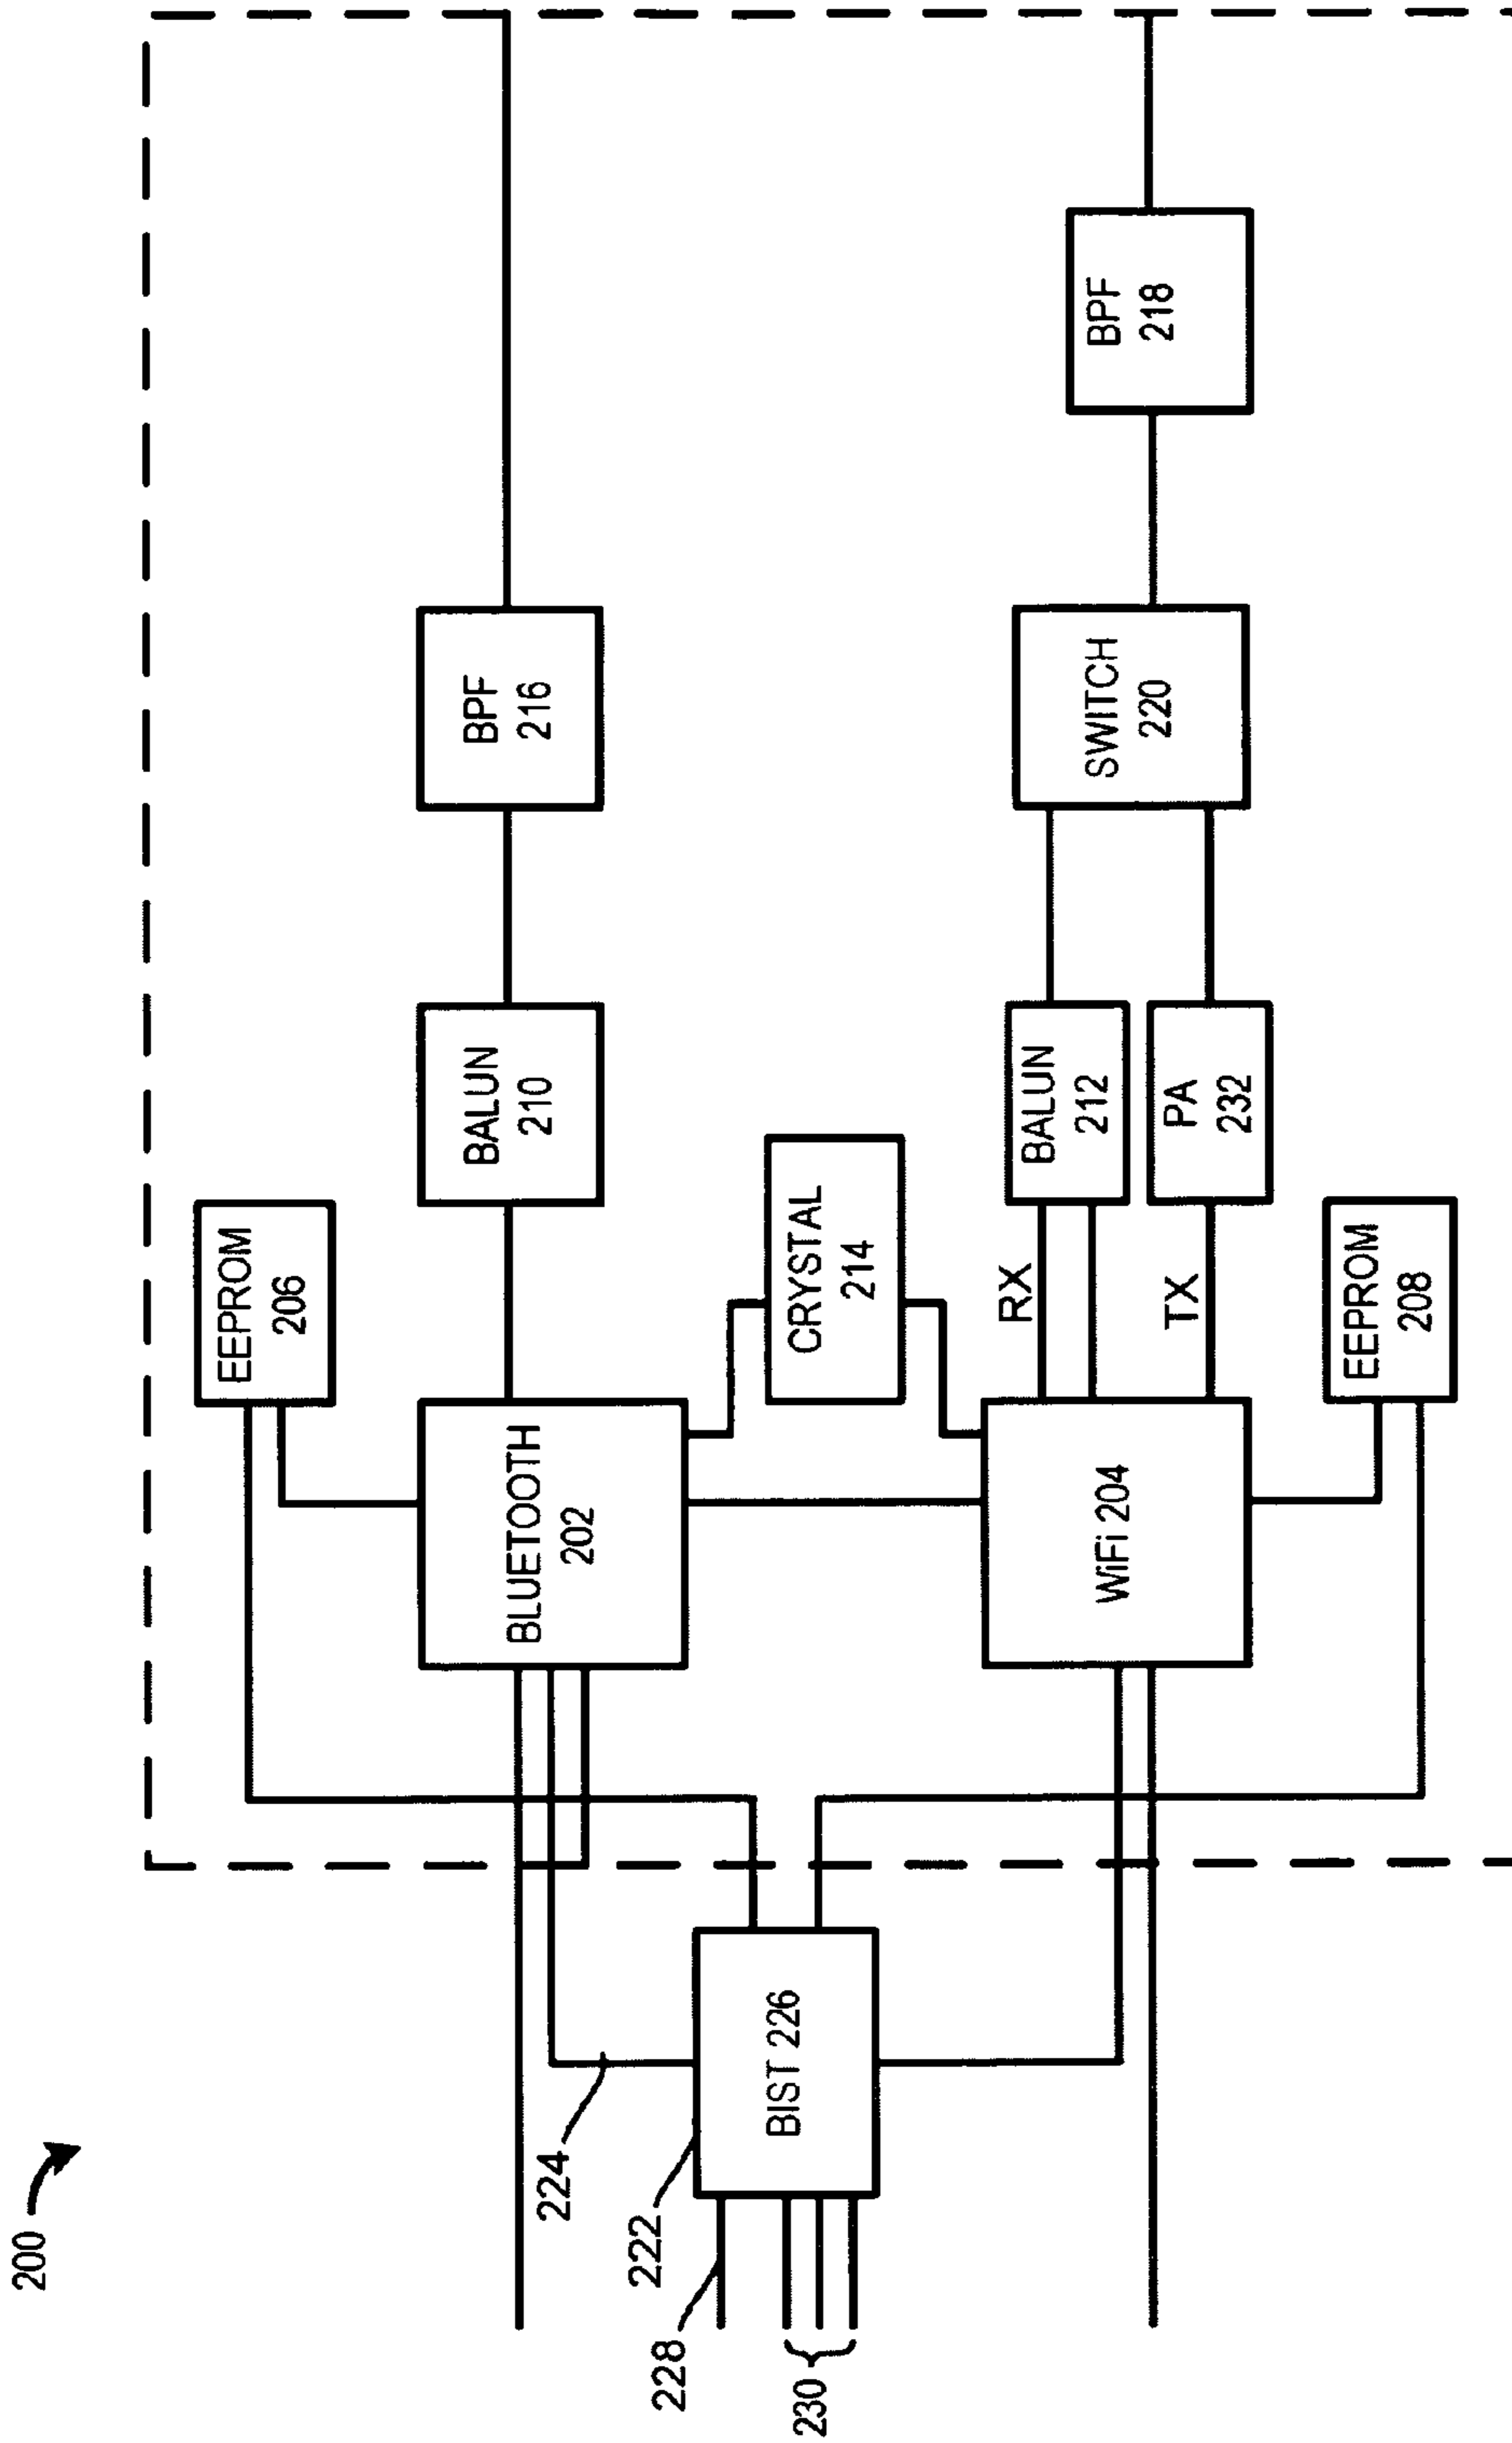 200
EEPROM
206
BLUETOOTH
202
BALUN
210
BPF
216
CRYSTAL
214
224
222
228
230
BIST 226
WiFi 204
RX
TX
BALUN
212
PA
232
SWITCH
220
BPF
218
EEPROM
208